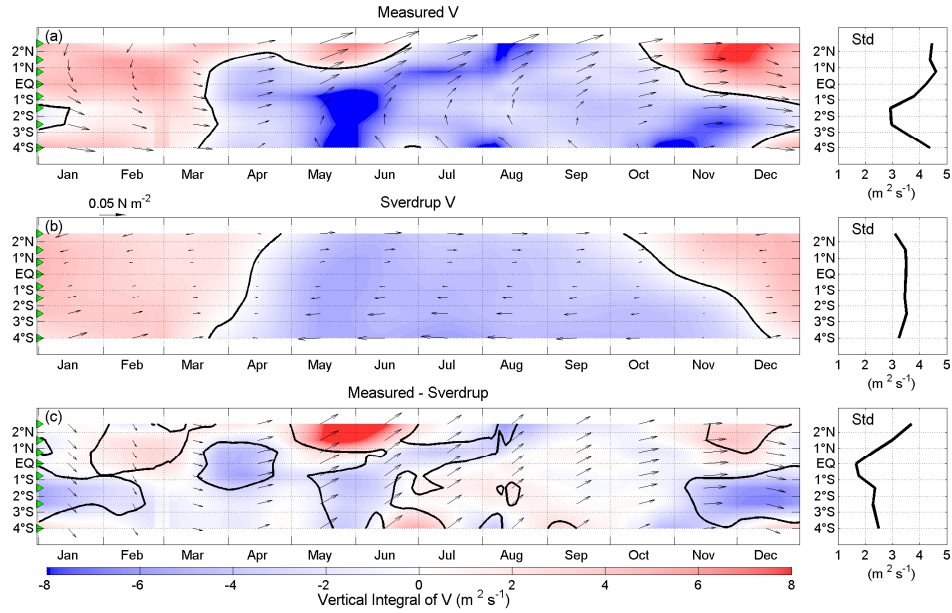 Measured V
(a)
2°N
1°N
EQ
1°S
2°S
3°S
4°S
Jan Feb Mar Apr May Jun Jul Aug Sep Oct Nov Dec
Std
2°N
1°N
EQ
1°S
2°S
3°S
4°S
1 2 3 4 5
(m 2 s-1)
0.05 N m-2
Sverdrup V
(b)
2°N
1°N
EQ
1°S
2°S
3°S
4°S
Jan Feb Mar Apr May Jun Jul Aug Sep Oct Nov Dec
Std
2°N
1°N
EQ
1°S
2°S
3°S
4°S
1 2 3 4 5
(m 2 s-1)
Measured - Sverdrup
(c)
2°N
1°N
EQ
1°S
2°S
3°S
4°S
Jan Feb Mar Apr May Jun Jul Aug Sep Oct Nov Dec
Std
2°N
1°N
EQ
1°S
2°S
3°S
4°S
1 2 3 4 5
(m 2 s-1)
-8 -6 -4 0 2 4 6 8
Vertical Integral of V (m2 s-1)